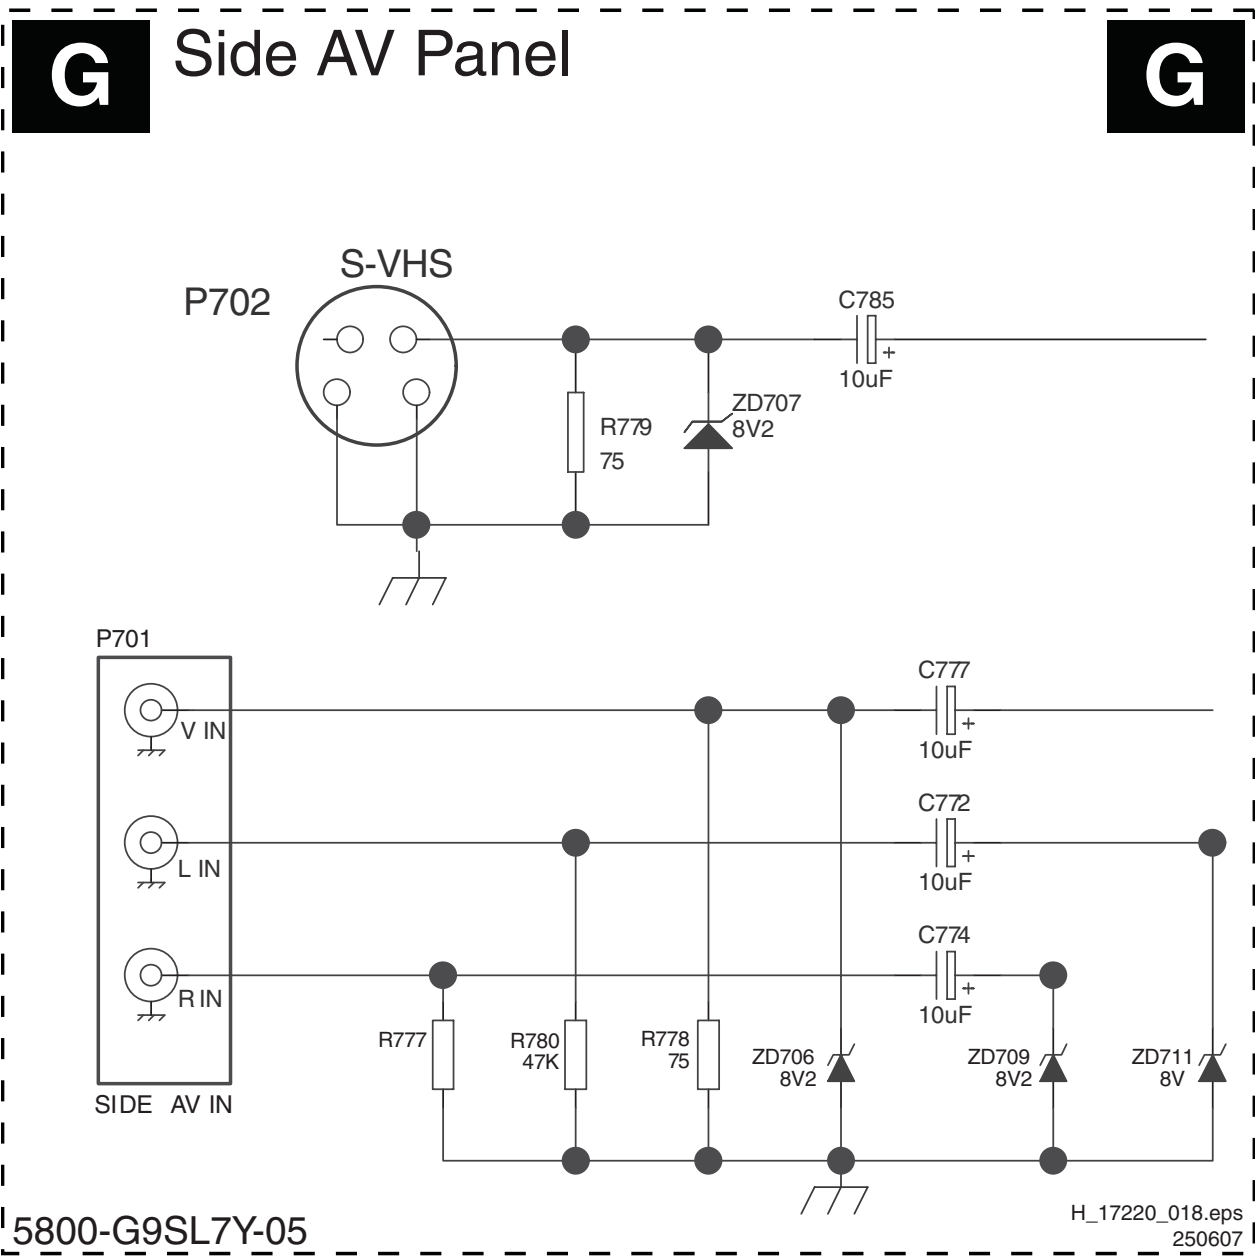 G Side AV Panel G
S-VHS
P702
C785
+
10uF
ZD707
8V2
R779
75
P701
V IN
L IN
R IN
SIDE AV IN
C777
+
10uF
C772
+
10uF
C774
+
10uF
R777
R780
47K
R778
75
ZD706
8V2
ZD709
8V2
ZD711
8V
5800-G9SL7Y-05
H_17220_018.eps
250607